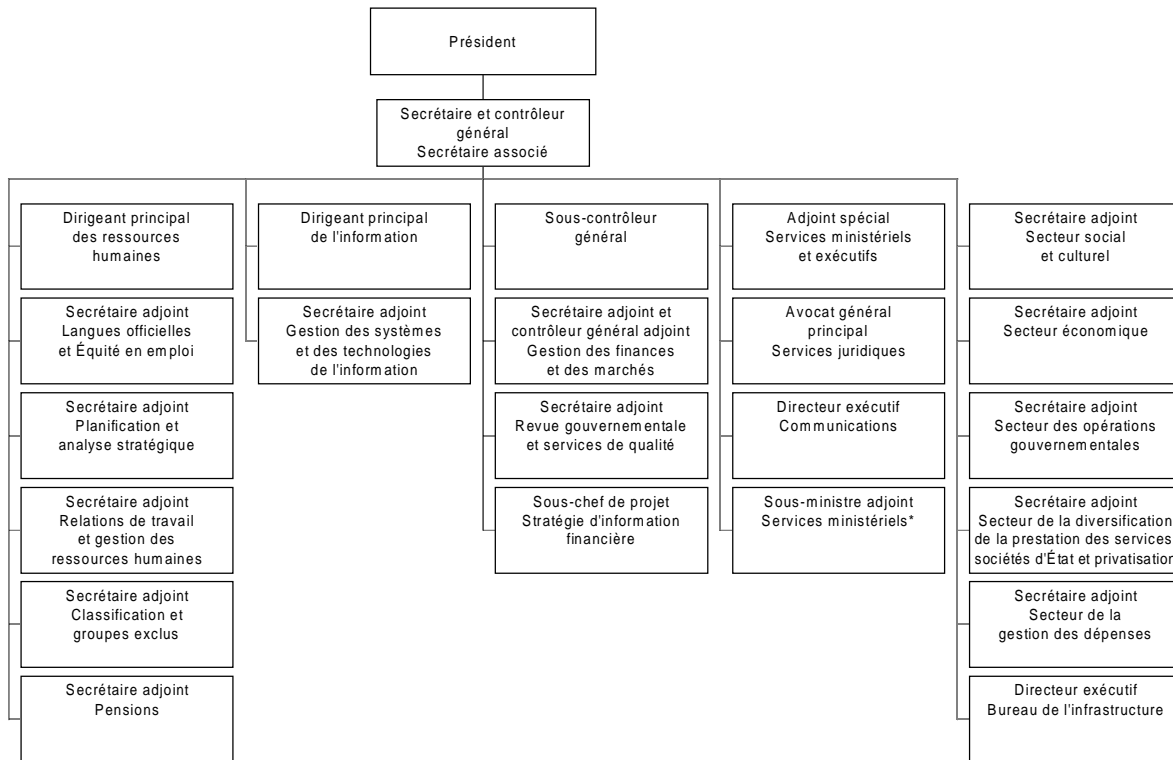 Président
Secrétaire et contrôleur
général
Secrétaire associé
Dirigeant principal
des ressources
humaines
Secrétaire adjoint
Langues officielles
et Équité en emploi
Secrétaire adjoint
Planification et
analyse stratégique
Secrétaire adjoint
Relations de travail
et gestion des
ressources humaines
Secrétaire adjoint
Classification et
groupes exclus
Secrétaire adjoint
Pensions
Dirigeant principal
de l'information
Secrétaire adjoint
Gestion des systèmes
et des technologies
de l'information
Sous-contrôleur
général
Secrétaire adjoint et
contrôleur général adjoint
Gestion des finances
et des marchés
Secrétaire adjoint
Revue gouvernementale
et services de qualité
Sous-chef de projet
Stratégie d'information
financière
Adjoint spécial
Services ministériels
et exécutifs
Avocat général
principal
Services juridiques
Directeur exécutif
Communications
Sous-ministre adjoint
Services ministériels*
Secrétaire adjoint
Secteur social
et culturel
Secrétaire adjoint
Secteur économique
Secrétaire adjoint
Secteur des opérations
gouvernementales
Secrétaire adjoint
Secteur de la diversification
de la prestation des services
sociétés d'État et privatisation
Secrétaire adjoint
Secteur de la
gestion des dépenses
Directeur exécutif
Bureau de l'infrastructure